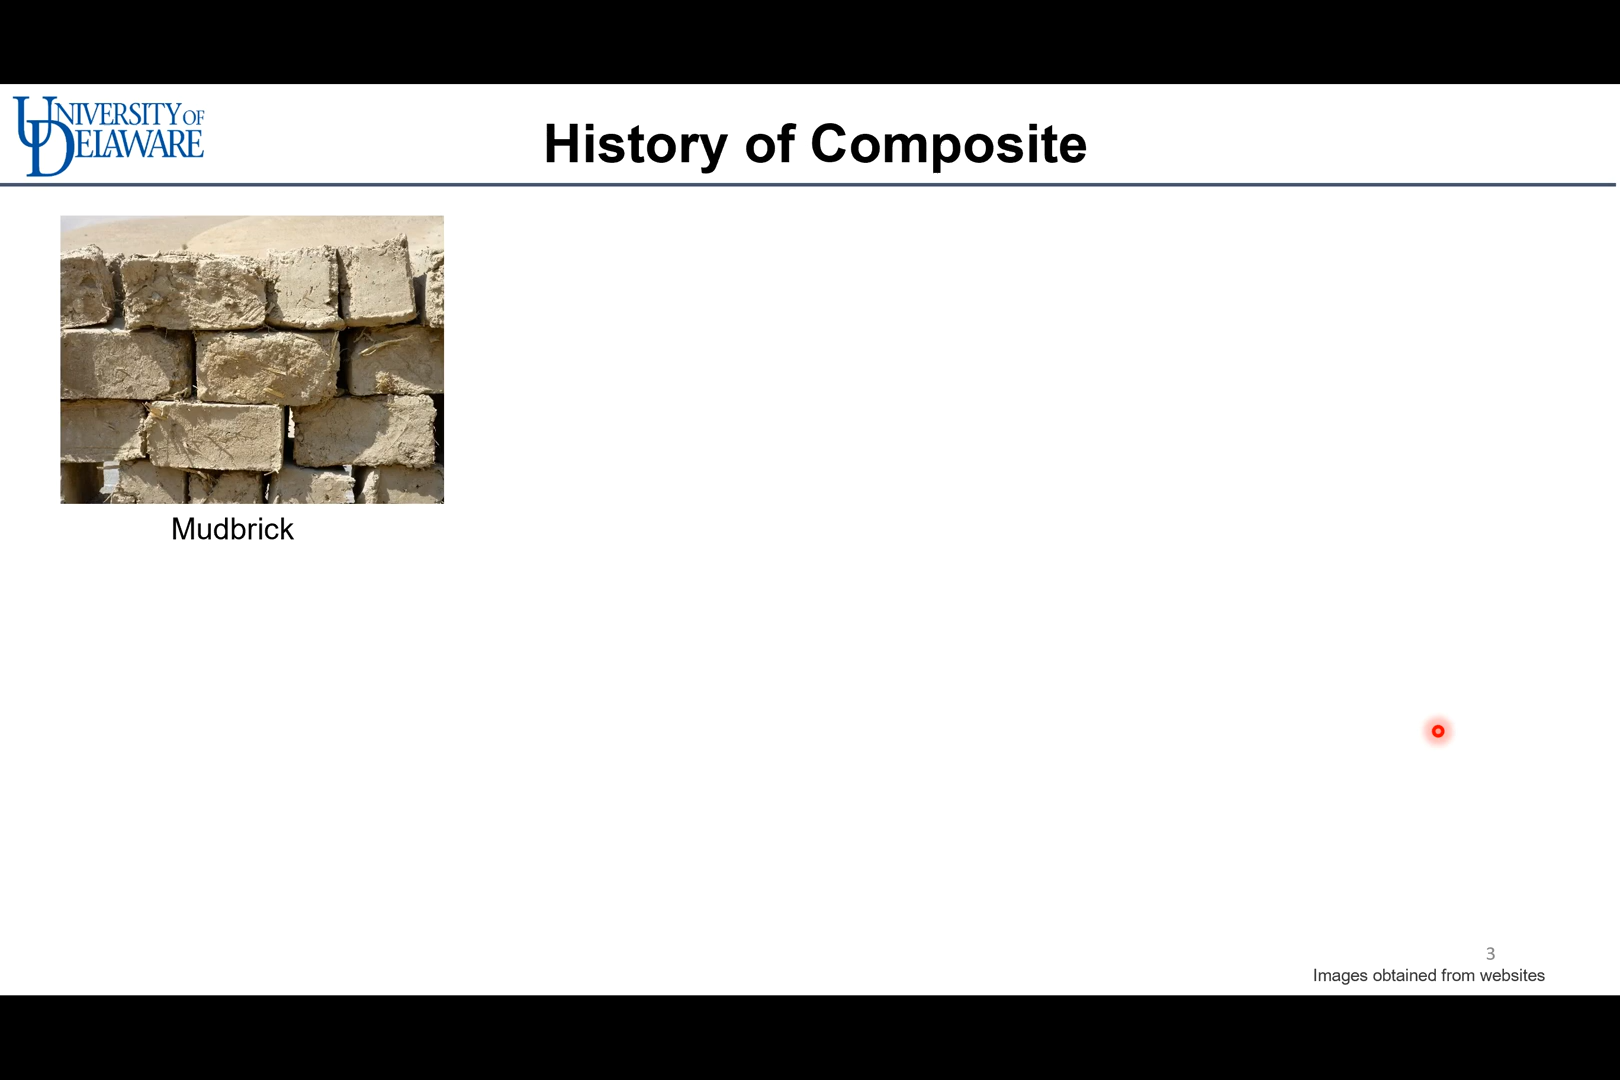 UNIVERSITY OF
DELAWARE
History of Composite
Mudbrick
3
Images obtained from websites